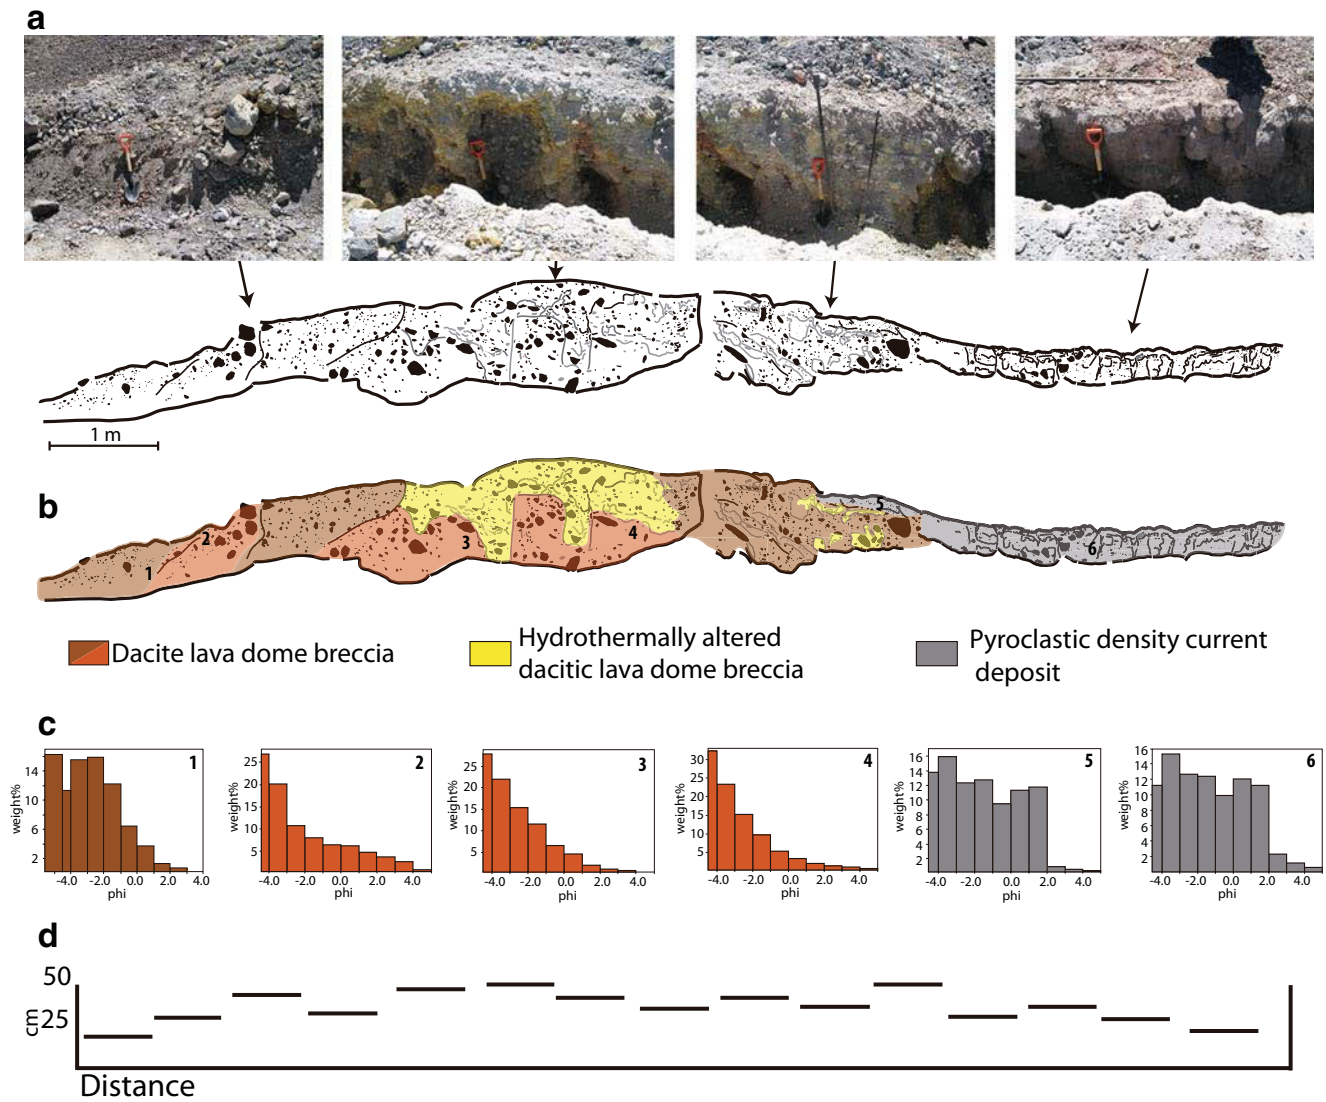 a
1 m
b
1
2
3
4
5
6
Dacite lava dome breccia
Hydrothermally altered
dacitic lava dome breccia
Pyroclastic density current
deposit
c
1
14
10
6
2
weight%
-4.0 -2.0 0.0 2.0 4.0
phi
2
25
20
15
10
5
weight%
-4.0 -2.0 0.0 2.0 4.0
phi
3
25
20
15
10
5
weight%
-4.0 -2.0 0.0 2.0 4.0
phi
4
30
25
20
15
10
5
weight%
-4.0 -2.0 0.0 2.0 4.0
phi
5
16
14
12
10
8
6
4
2
weight%
-4.0 -2.0 0.0 2.0 4.0
phi
6
16
14
12
10
8
6
4
2
weight%
-4.0 -2.0 0.0 2.0 4.0
phi
d
50
25
cm
Distance